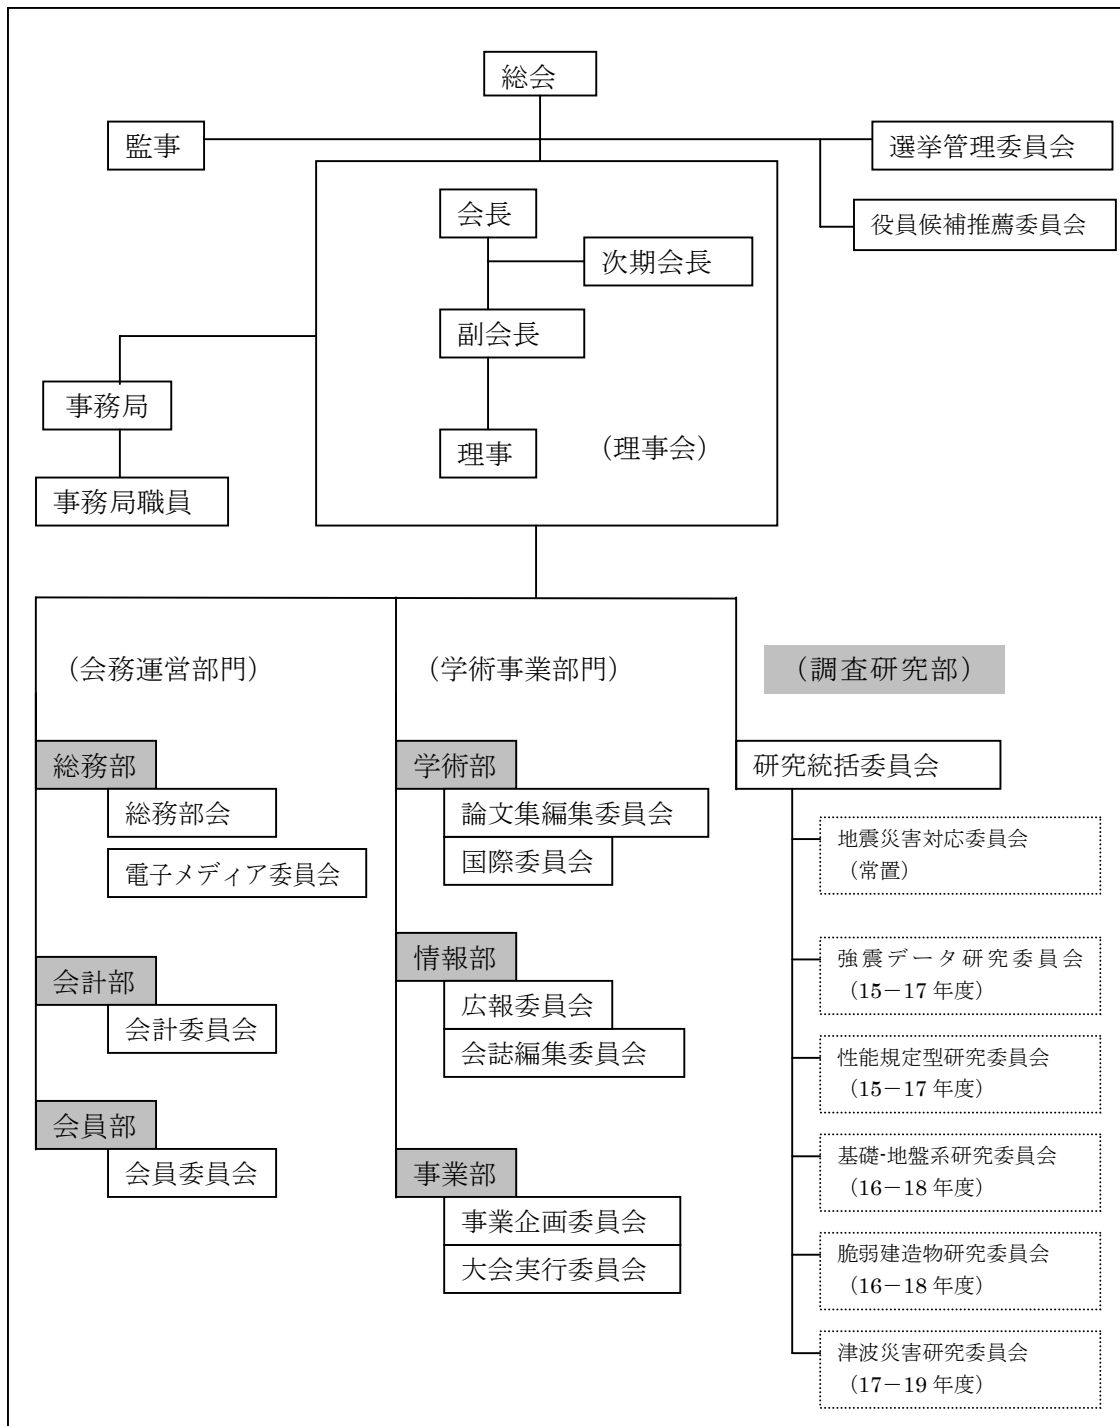 総会
監事
選挙管理委員会
役員候補推薦委員会
会長
次期会長
副会長
理事
（理事会）
事務局
事務局職員
（会務運営部門）
総務部
総務部会
電子メディア委員会
会計部
会計委員会
会員部
会員委員会
（学術事業部門）
学術部
論文集編集委員会
国際委員会
情報部
広報委員会
会誌編集委員会
事業部
事業企画委員会
大会実行委員会
（調査研究部）
研究統括委員会
地震災害対応委員会
（常置）
強震データ研究委員会
（15－17 年度）
性能規定型研究委員会
（15－17 年度）
基礎-地盤系研究委員会
（16－18 年度）
脆弱建造物研究委員会
（16－18 年度）
津波災害研究委員会
（17－19 年度）